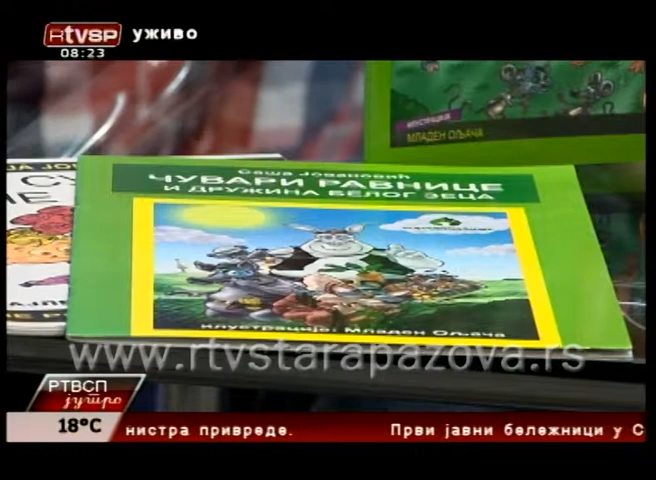 RTVSP уживо
08:23
ИЛУСТРАЦИЈЕ
МЛАДЕН ОЉАЧА
Саша Јовановић
ЧУВАРИ РАВНИЦЕ
И ДРУЖИНА БЕЛОГ ЗЕЦА
илустрације: Младен Ољача
www.rtvstarapazova.rs
РТВСП
јутро
18°C нистра привреде. Први јавни бележници у С